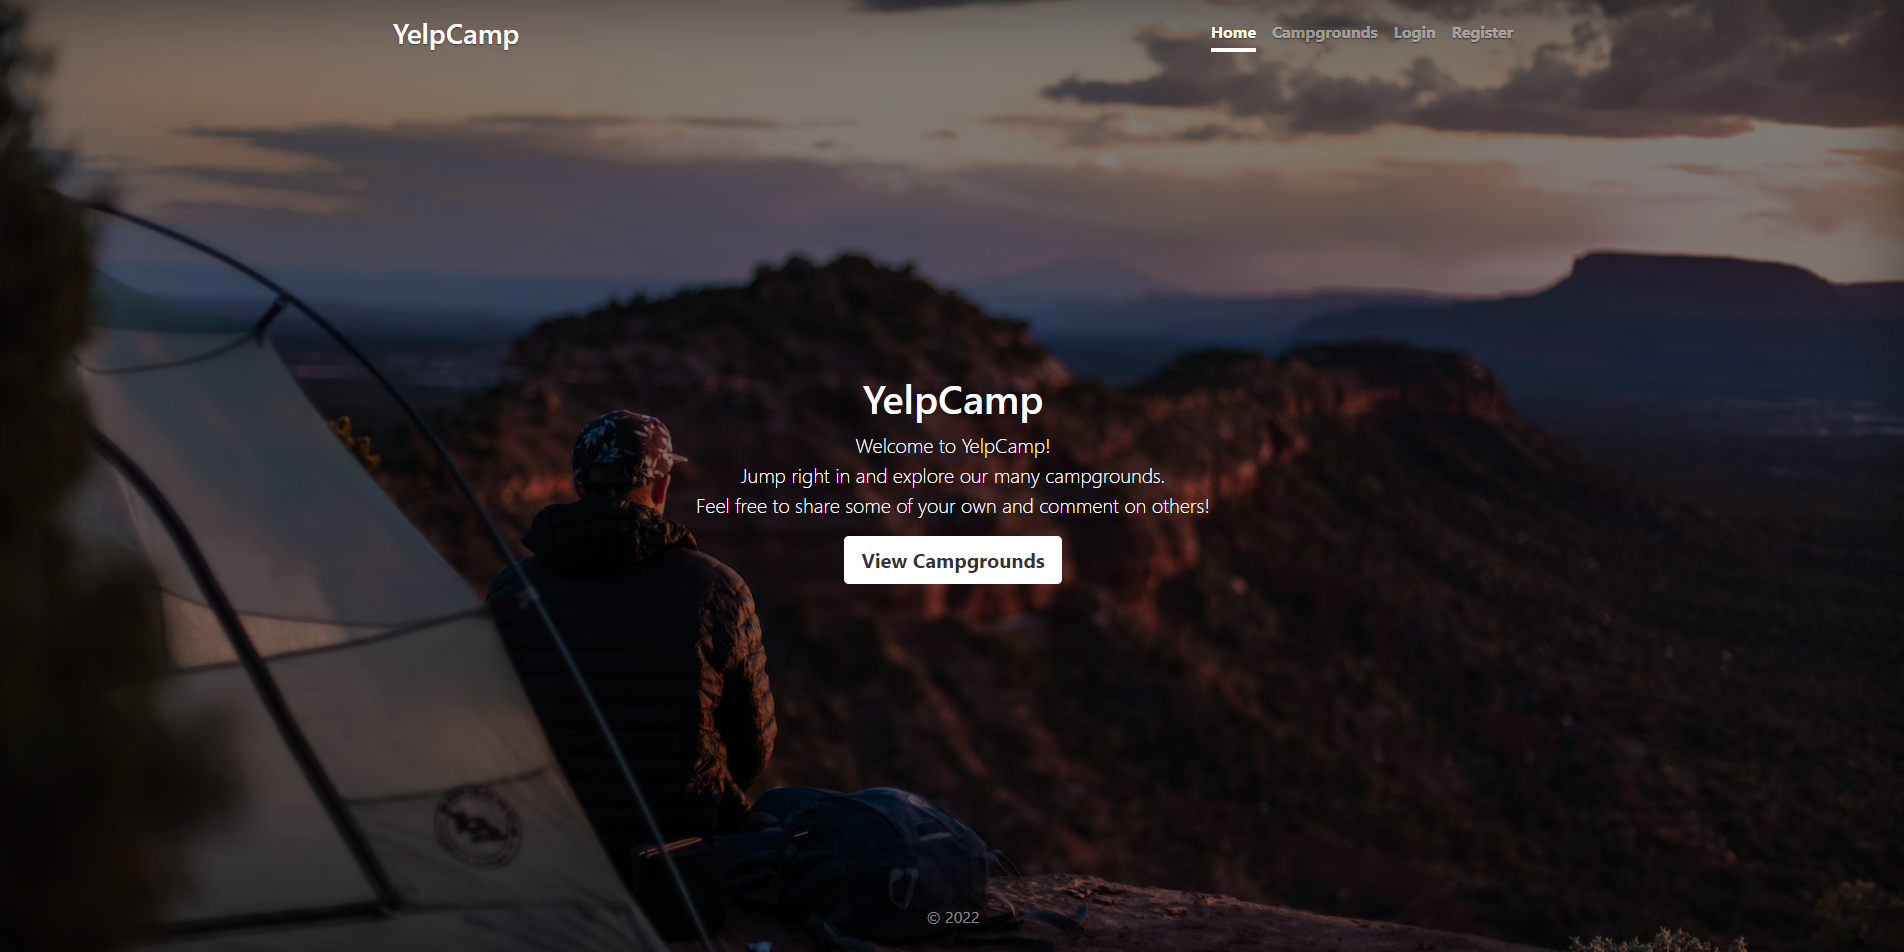 YelpCamp
Home Campgrounds Login Register
YelpCamp
Welcome to YelpCamp!
Jump right in and explore our many campgrounds.
Feel free to share some of your own and comment on others!
View Campgrounds
© 2022